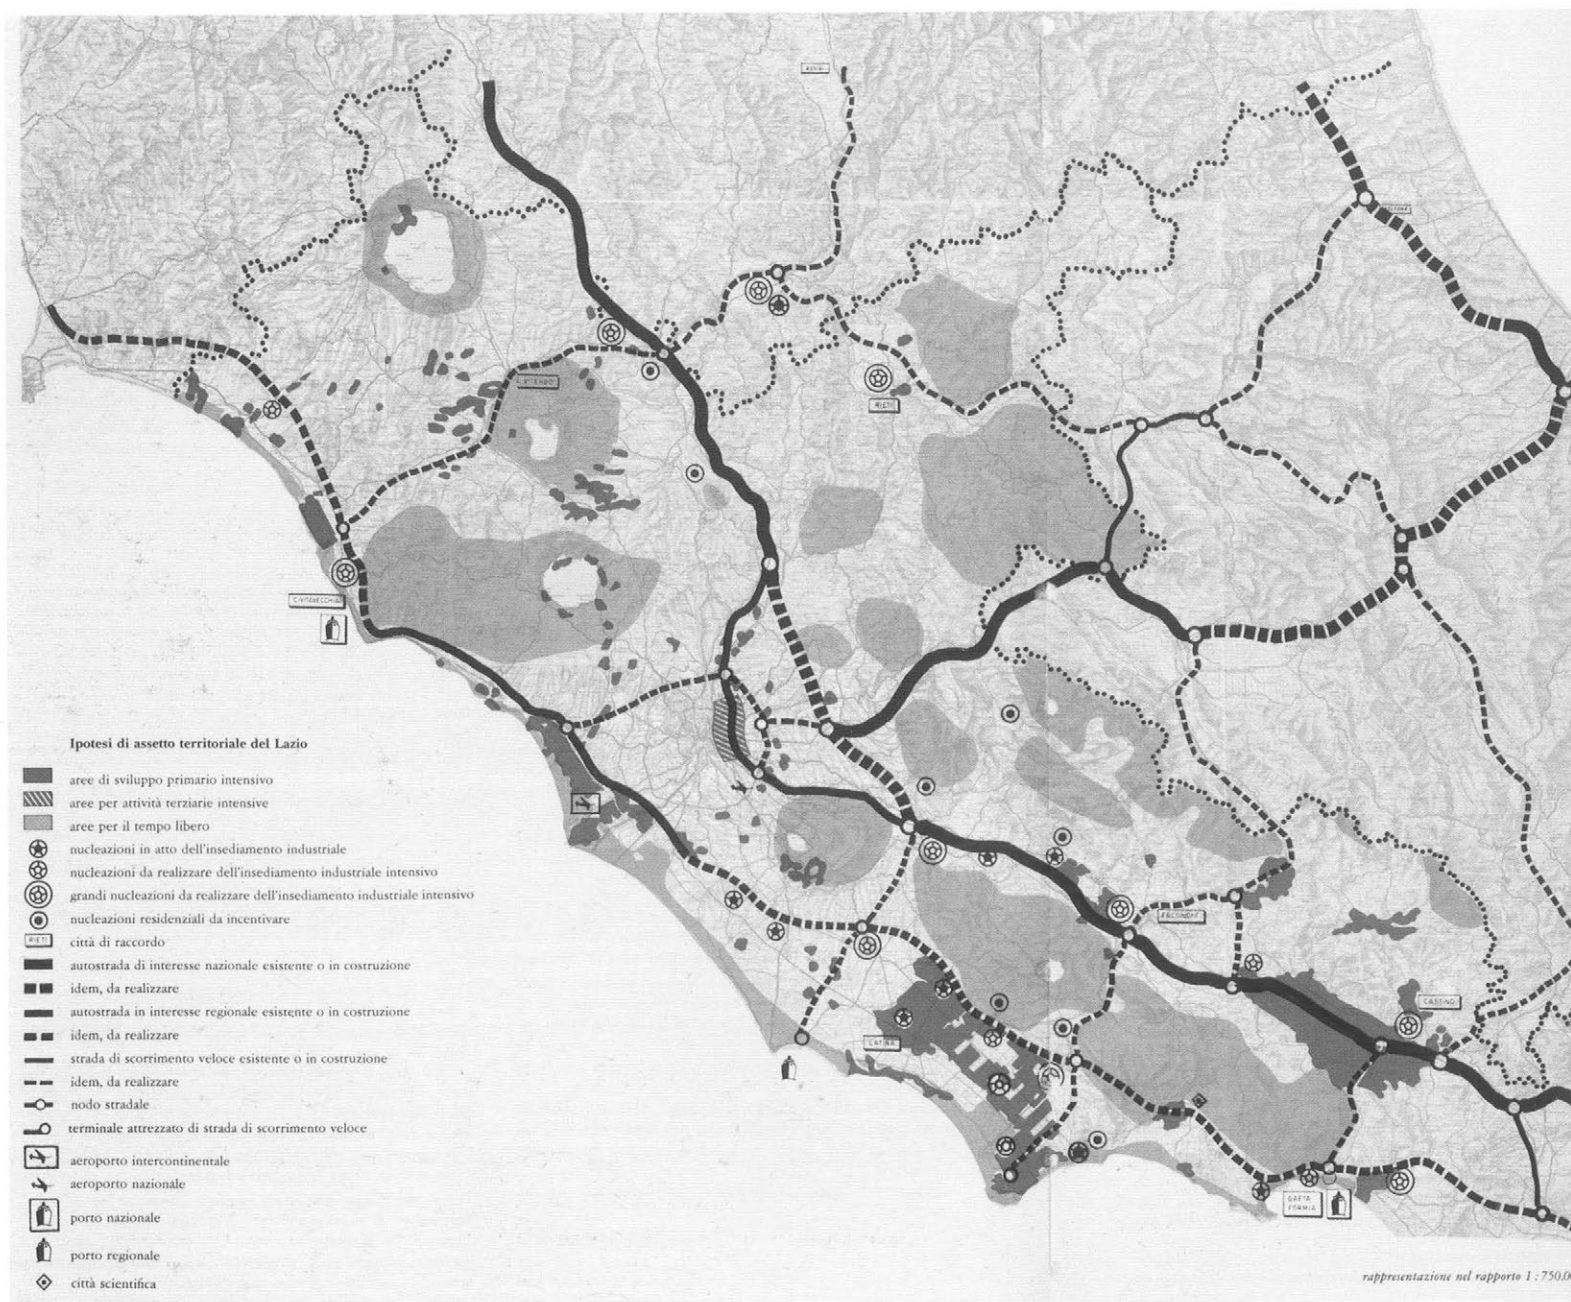 VITERBO
RIETI
CIVITAVECCHIA
FROSINONE
CASSINO
LATINA
GAETA
FORMIA
Ipotesi di assetto territoriale del Lazio
aree di sviluppo primario intensivo
aree per attività terziarie intensive
aree per il tempo libero
nucleazioni in atto dell'insediamento industriale
nucleazioni da realizzare dell'insediamento industriale intensivo
grandi nucleazioni da realizzare dell'insediamento industriale intensivo
nucleazioni residenziali da incentivare
RIETI città di raccordo
autostrada di interesse nazionale esistente o in costruzione
idem, da realizzare
autostrada in interesse regionale esistente o in costruzione
idem, da realizzare
strada di scorrimento veloce esistente o in costruzione
idem, da realizzare
nodo stradale
terminale attrezzato di strada di scorrimento veloce
aeroporto intercontinentale
aeroporto nazionale
porto nazionale
porto regionale
città scientifica
rappresentazione nel rapporto 1 : 750.0